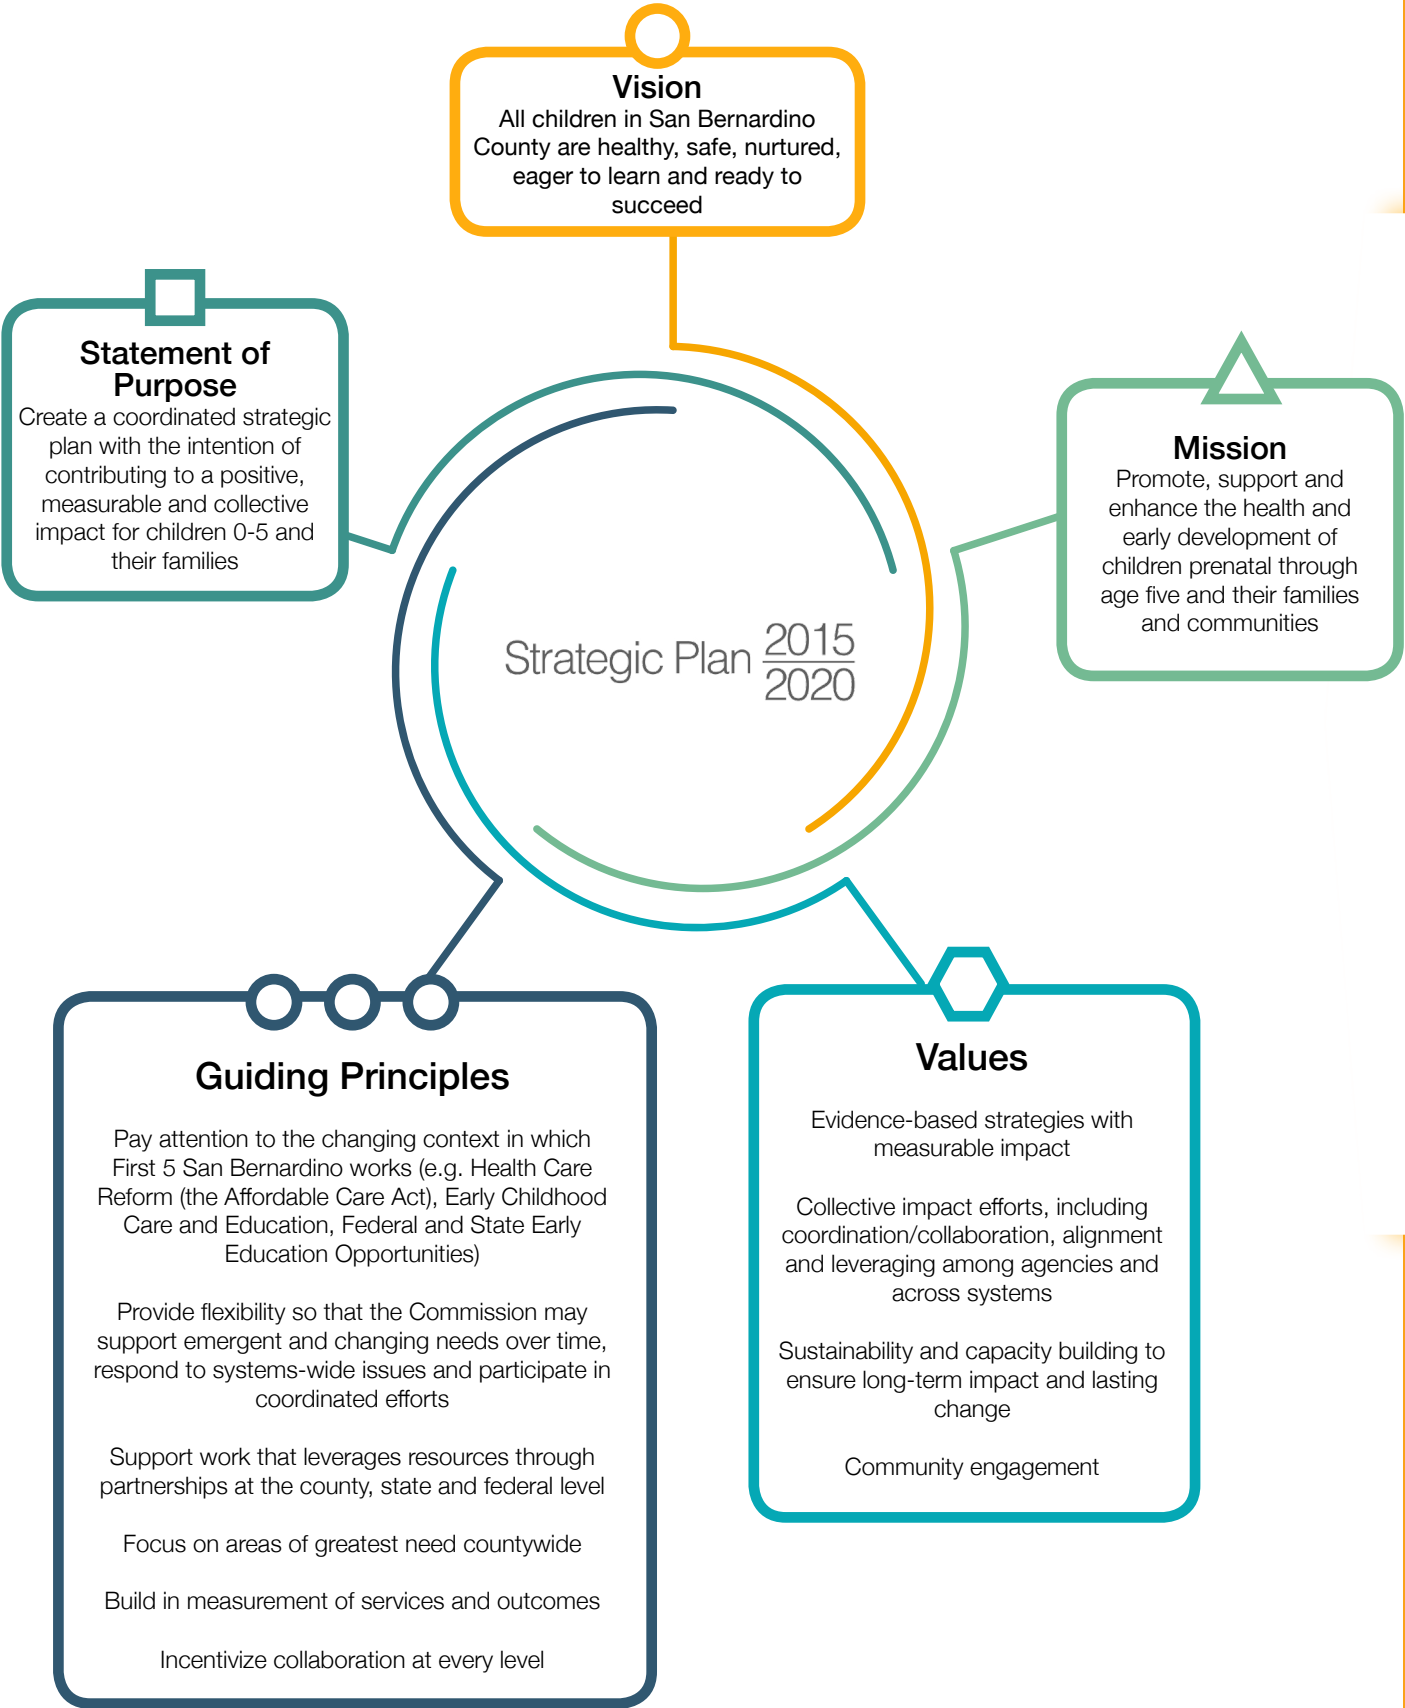 Vision
All children in San Bernardino
County are healthy, safe, nurtured,
eager to learn and ready to
succeed
Statement of
Purpose
Create a coordinated strategic
plan with the intention of
contributing to a positive,
measurable and collective
impact for children 0-5 and
their families
Mission
Promote, support and
enhance the health and
early development of
children prenatal through
age five and their families
and communities
Strategic Plan 2015
2020
Guiding Principles
Pay attention to the changing context in which
First 5 San Bernardino works (e.g. Health Care
Reform (the Affordable Care Act), Early Childhood
Care and Education, Federal and State Early
Education Opportunities)
Provide flexibility so that the Commission may
support emergent and changing needs over time,
respond to systems-wide issues and participate in
coordinated efforts
Support work that leverages resources through
partnerships at the county, state and federal level
Focus on areas of greatest need countywide
Build in measurement of services and outcomes
Incentivize collaboration at every level
Values
Evidence-based strategies with
measurable impact
Collective impact efforts, including
coordination/collaboration, alignment
and leveraging among agencies and
across systems
Sustainability and capacity building to
ensure long-term impact and lasting
change
Community engagement